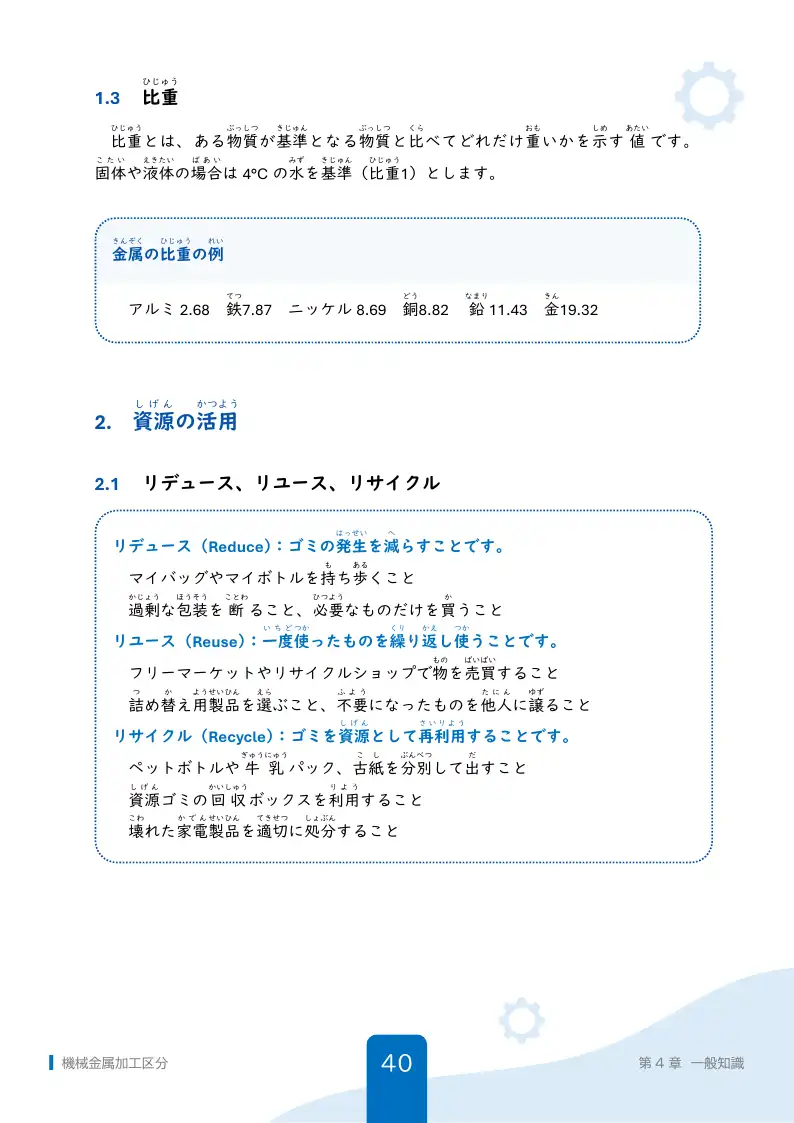 1.3 比重
比重とは、ある物質が基準となる物質と比べてどれだけ重いかを示す値です。
固体や液体の場合は 4℃ の水を基準（比重1）とします。
金属の比重の例
アルミ 2.68 鉄7.87 ニッケル 8.69 銅8.82 鉛 11.43 金19.32
2. 資源の活用
2.1 リデュース、リユース、リサイクル
リデュース（Reduce）：ゴミの発生を減らすことです。
マイバッグやマイボトルを持ち歩くこと
過剰な包装を断ること、必要なものだけを買うこと
リユース（Reuse）：一度使ったものを繰り返し使うことです。
フリーマーケットやリサイクルショップで物を売買すること
詰め替え用製品を選ぶこと、不要になったものを他人に譲ること
リサイクル（Recycle）：ゴミを資源として再利用することです。
ペットボトルや牛乳パック、古紙を分別して出すこと
資源ゴミの回収ボックスを利用すること
壊れた家電製品を適切に処分すること
機械金属加工区分
40
第 4 章 一般知識